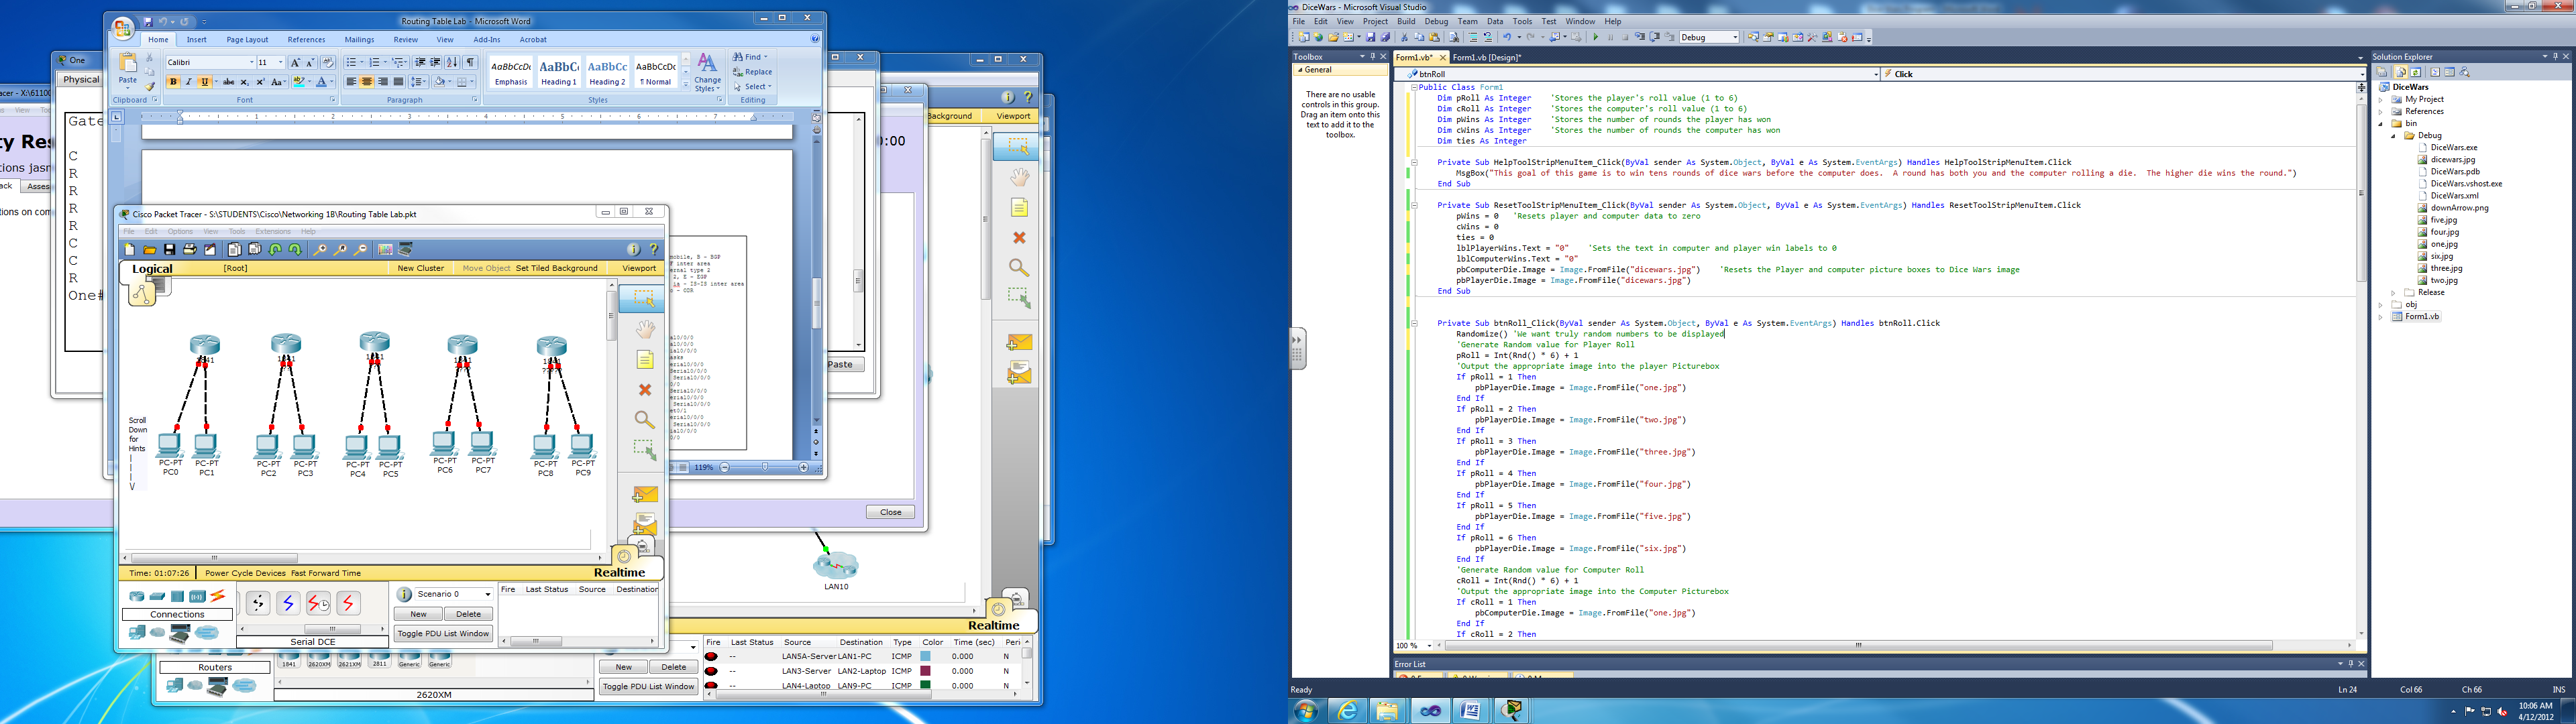 Routing Table Lab - Microsoft Word
Home Insert Page Layout References Mailings Review View Add-Ins Acrobat
Calibri 11
Paste
AaBbCcDc AaBbC AaBbCc AaBbCcDc
Emphasis Heading 1 Heading 2 ¶ Normal
Change Styles
Find
Replace
Select
Clipboard Font Paragraph Styles Editing
One
Physical
C
R
R
R
R
C
C
R
One#
Paste
Close
119%
Background Viewport
Cisco Packet Tracer - S:\STUDENTS\Cisco\Networking 1B\Routing Table Lab.pkt
File Edit Options View Tools Extensions Help
Logical [Root] New Cluster Move Object Set Tiled Background Viewport
Scroll
Down
for
Hints
|
|
|
V
PC-PT PC-PT PC-PT PC-PT PC-PT PC-PT PC-PT PC-PT PC-PT PC-PT
PC0 PC1 PC2 PC3 PC4 PC5 PC6 PC7 PC8 PC9
Time: 01:07:26 Power Cycle Devices Fast Forward Time Realtime
Connections
Serial DCE
Scenario 0
New Delete
Toggle PDU List Window
Fire Last Status Source Destination
LAN10
Realtime
Routers
1841 2620XM 2621XM 2811 Generic Generic
2620XM
New Delete
Toggle PDU List Window
Fire Last Status Source Destination Type Color Time (sec) Peri
-- LAN5A-Server LAN1-PC ICMP 0.000 N
-- LAN3-Server LAN2-Laptop ICMP 0.000 N
-- LAN4-Laptop LAN9-PC ICMP 0.000 N
DiceWars - Microsoft Visual Studio
File Edit View Project Build Debug Team Data Tools Test Window Help
Debug
Toolbox
General
There are no usable
controls in this group.
Drag an item onto this
text to add it to the
toolbox.
Form1.vb* Form1.vb [Design]*
btnRoll Click
Public Class Form1
Dim pRoll As Integer 'Stores the player's roll value (1 to 6)
Dim cRoll As Integer 'Stores the computer's roll value (1 to 6)
Dim pWins As Integer 'Stores the number of rounds the player has won
Dim cWins As Integer 'Stores the number of rounds the computer has won
Dim ties As Integer
Private Sub HelpToolStripMenuItem_Click(ByVal sender As System.Object, ByVal e As System.EventArgs) Handles HelpToolStripMenuItem.Click
MsgBox("This goal of this game is to win tens rounds of dice wars before the computer does. A round has both you and the computer rolling a die. The higher die wins the round.")
End Sub
Private Sub ResetToolStripMenuItem_Click(ByVal sender As System.Object, ByVal e As System.EventArgs) Handles ResetToolStripMenuItem.Click
pWins = 0 'Resets player and computer data to zero
cWins = 0
ties = 0
lblPlayerWins.Text = "0" 'Sets the text in computer and player win labels to 0
lblComputerWins.Text = "0"
pbComputerDie.Image = Image.FromFile("dicewars.jpg") 'Resets the Player and computer picture boxes to Dice Wars image
pbPlayerDie.Image = Image.FromFile("dicewars.jpg")
End Sub
Private Sub btnRoll_Click(ByVal sender As System.Object, ByVal e As System.EventArgs) Handles btnRoll.Click
Randomize() 'We want truly random numbers to be displayed
'Generate Random value for Player Roll
pRoll = Int(Rnd() * 6) + 1
'Output the appropriate image into the player Picturebox
If pRoll = 1 Then
pbPlayerDie.Image = Image.FromFile("one.jpg")
End If
If pRoll = 2 Then
pbPlayerDie.Image = Image.FromFile("two.jpg")
End If
If pRoll = 3 Then
pbPlayerDie.Image = Image.FromFile("three.jpg")
End If
If pRoll = 4 Then
pbPlayerDie.Image = Image.FromFile("four.jpg")
End If
If pRoll = 5 Then
pbPlayerDie.Image = Image.FromFile("five.jpg")
End If
If pRoll = 6 Then
pbPlayerDie.Image = Image.FromFile("six.jpg")
End If
'Generate Random value for Computer Roll
cRoll = Int(Rnd() * 6) + 1
'Output the appropriate image into the Computer Picturebox
If cRoll = 1 Then
pbComputerDie.Image = Image.FromFile("one.jpg")
End If
If cRoll = 2 Then
100 %
Error List
Ready Ln 24 Col 66 Ch 66 INS
Solution Explorer
DiceWars
My Project
References
bin
Debug
DiceWars.exe
dicewars.jpg
DiceWars.pdb
DiceWars.vshost.exe
DiceWars.xml
downArrow.png
five.jpg
four.jpg
one.jpg
six.jpg
three.jpg
two.jpg
Release
obj
Form1.vb
10:06 AM
4/12/2012